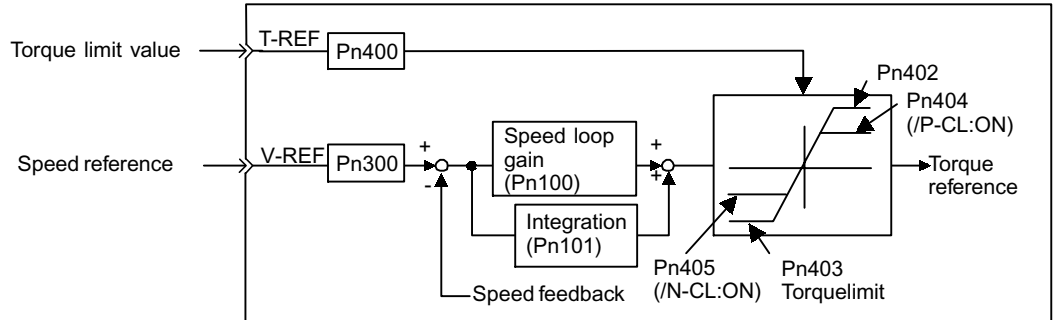 Torque limit value
T-REF
Pn400
Pn402
Pn404
(/P-CL:ON)
Speed reference
V-REF
Pn300
+
-
Speed loop
gain
(Pn100)
+
+
Integration
(Pn101)
Torque
reference
Speed feedback
Pn405
(/N-CL:ON)
Pn403
Torquelimit